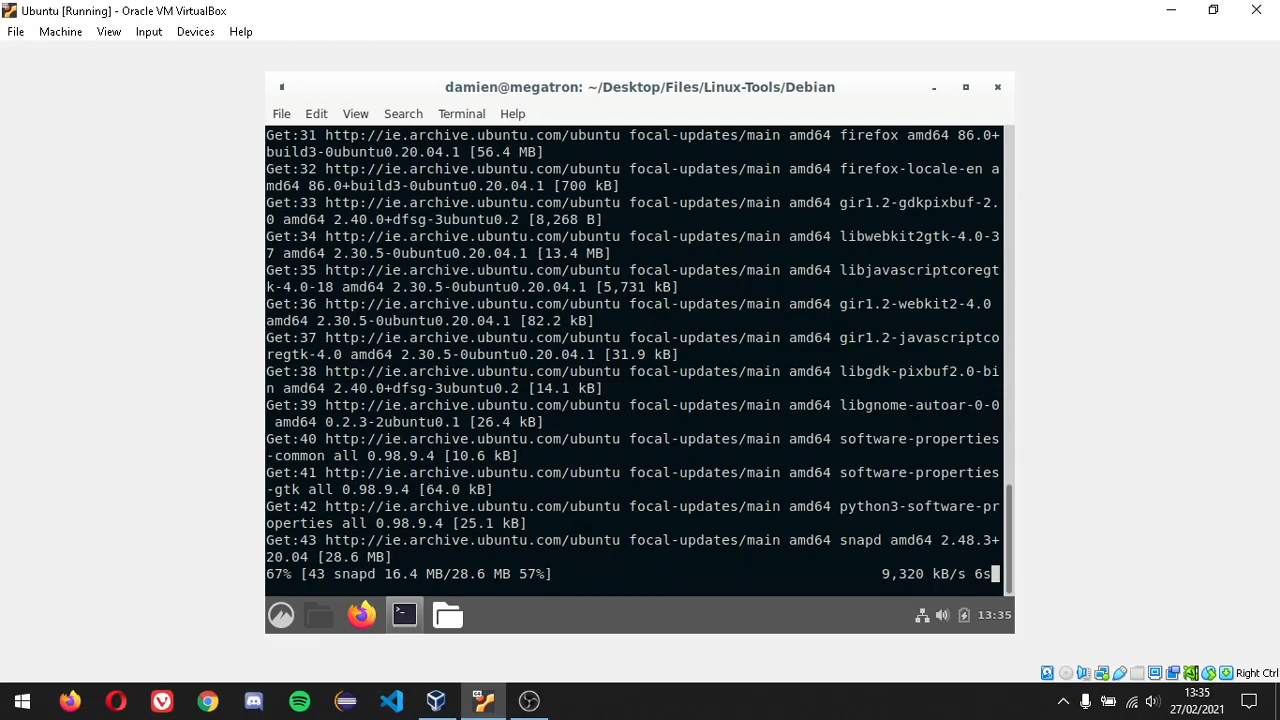 Ubuntu [Running] - Oracle VM VirtualBox
File Machine View Input Devices Help
damien@megatron: ~/Desktop/Files/Linux-Tools/Debian
File Edit View Search Terminal Help
Get:31 http://ie.archive.ubuntu.com/ubuntu focal-updates/main amd64 firefox amd64 86.0+
build3-0ubuntu0.20.04.1 [56.4 MB]
Get:32 http://ie.archive.ubuntu.com/ubuntu focal-updates/main amd64 firefox-locale-en a
md64 86.0+build3-0ubuntu0.20.04.1 [700 kB]
Get:33 http://ie.archive.ubuntu.com/ubuntu focal-updates/main amd64 gir1.2-gdkpixbuf-2.
0 amd64 2.40.0+dfsg-3ubuntu0.2 [8,268 B]
Get:34 http://ie.archive.ubuntu.com/ubuntu focal-updates/main amd64 libwebkit2gtk-4.0-3
7 amd64 2.30.5-0ubuntu0.20.04.1 [13.4 MB]
Get:35 http://ie.archive.ubuntu.com/ubuntu focal-updates/main amd64 libjavascriptcoregt
k-4.0-18 amd64 2.30.5-0ubuntu0.20.04.1 [5,731 kB]
Get:36 http://ie.archive.ubuntu.com/ubuntu focal-updates/main amd64 gir1.2-webkit2-4.0
amd64 2.30.5-0ubuntu0.20.04.1 [82.2 kB]
Get:37 http://ie.archive.ubuntu.com/ubuntu focal-updates/main amd64 gir1.2-javascriptco
regtk-4.0 amd64 2.30.5-0ubuntu0.20.04.1 [31.9 kB]
Get:38 http://ie.archive.ubuntu.com/ubuntu focal-updates/main amd64 libgdk-pixbuf2.0-bi
n amd64 2.40.0+dfsg-3ubuntu0.2 [14.1 kB]
Get:39 http://ie.archive.ubuntu.com/ubuntu focal-updates/main amd64 libgnome-autoar-0-0
amd64 0.2.3-2ubuntu0.1 [26.4 kB]
Get:40 http://ie.archive.ubuntu.com/ubuntu focal-updates/main amd64 software-properties
-common all 0.98.9.4 [10.6 kB]
Get:41 http://ie.archive.ubuntu.com/ubuntu focal-updates/main amd64 software-properties
-gtk all 0.98.9.4 [64.0 kB]
Get:42 http://ie.archive.ubuntu.com/ubuntu focal-updates/main amd64 python3-software-pr
operties all 0.98.9.4 [25.1 kB]
Get:43 http://ie.archive.ubuntu.com/ubuntu focal-updates/main amd64 snapd amd64 2.48.3+
20.04 [28.6 MB]
67% [43 snapd 16.4 MB/28.6 MB 57%] 9,320 kB/s 6s
13:35
Right Ctrl
13:35
27/02/2021